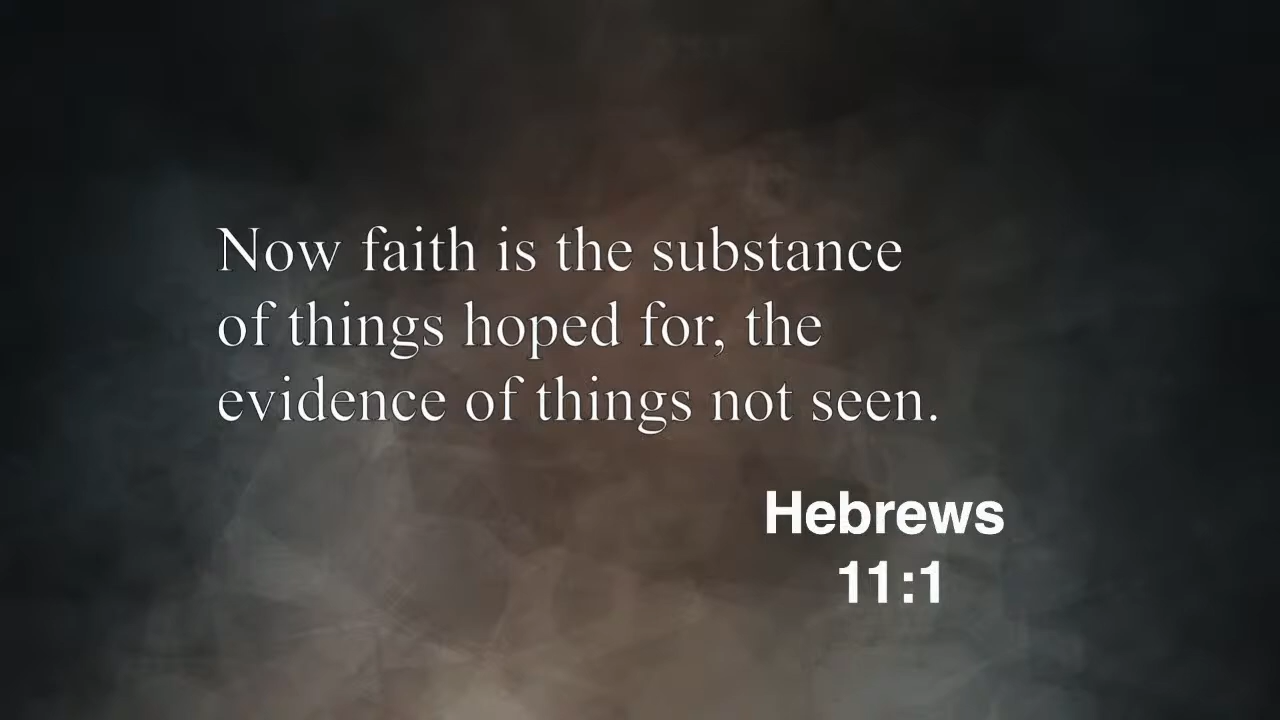 Now faith is the substance
of things hoped for, the
evidence of things not seen.
Hebrews
11:1